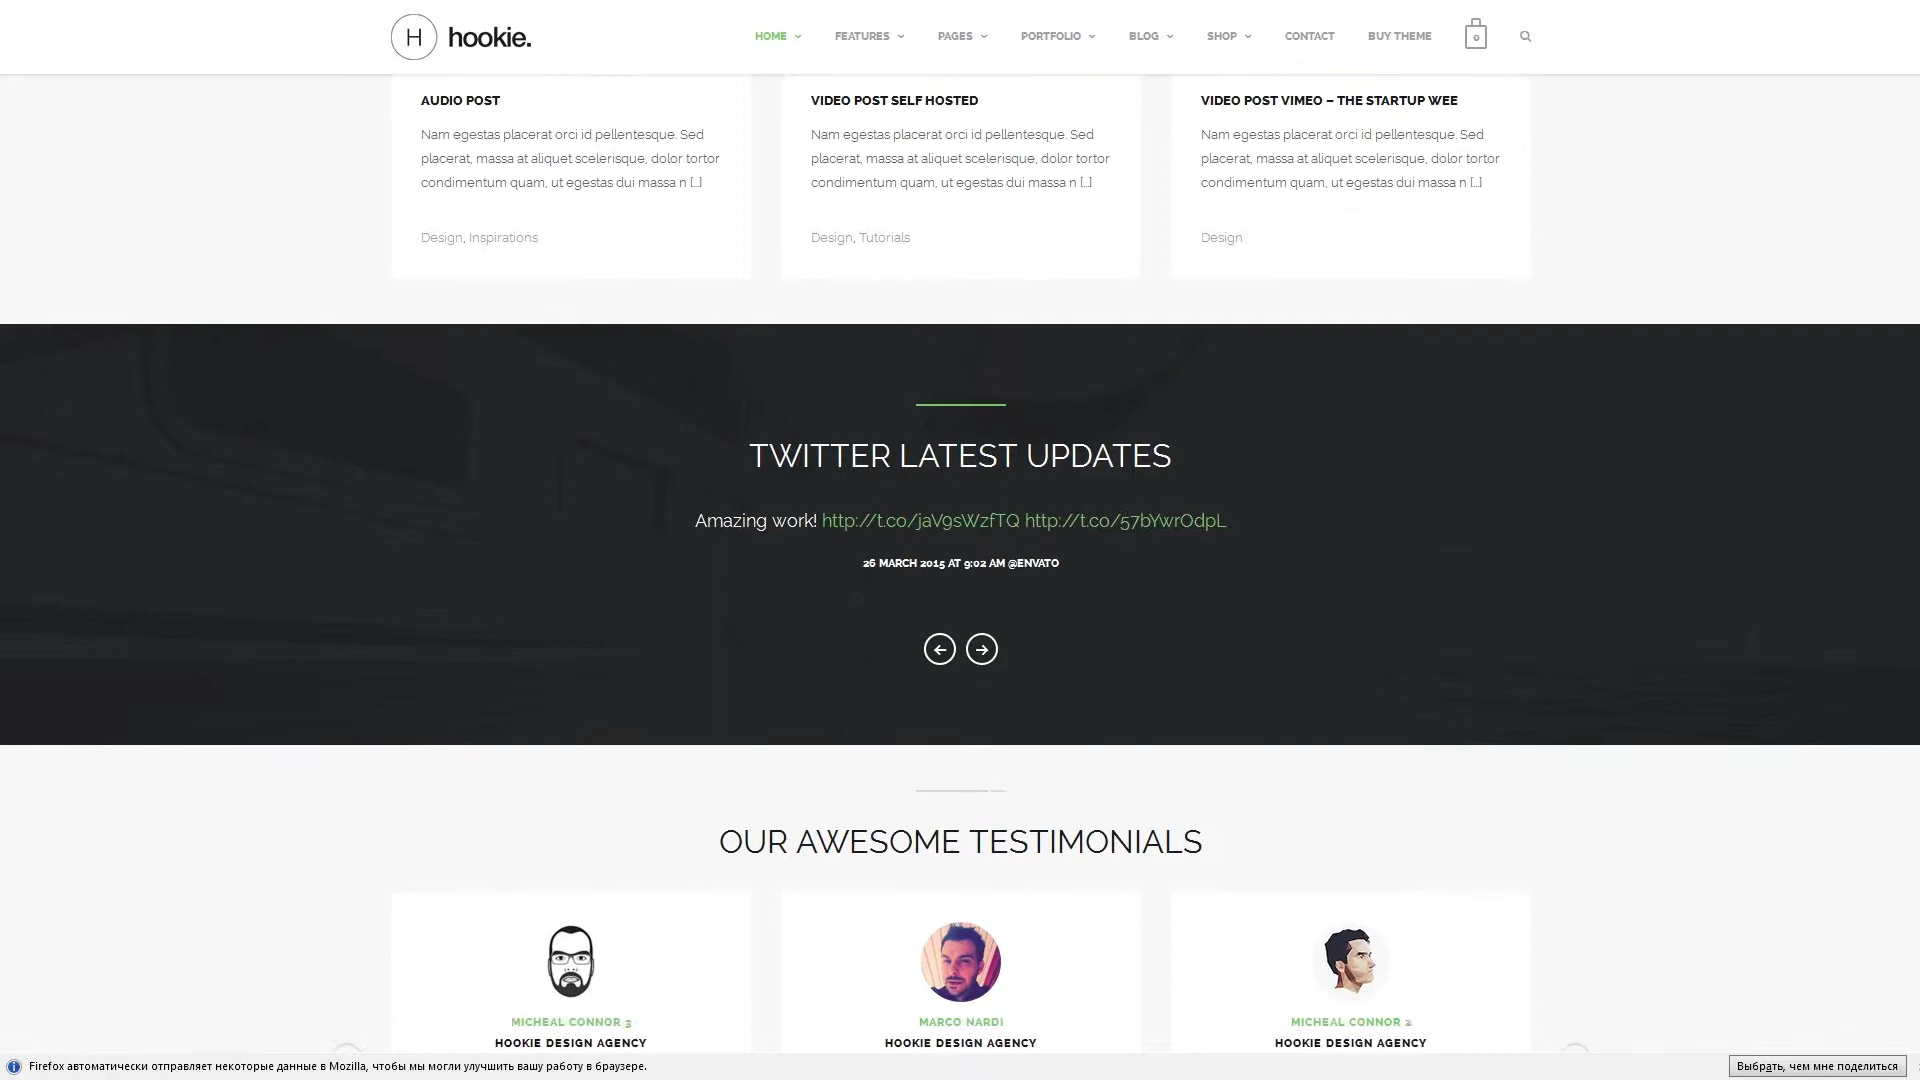 H hookie.
HOME FEATURES PAGES PORTFOLIO BLOG SHOP CONTACT BUY THEME 0
AUDIO POST
Nam egestas placerat orci id pellentesque. Sed
placerat, massa at aliquet scelerisque, dolor tortor
condimentum quam, ut egestas dui massa n [...]
Design, Inspirations
VIDEO POST SELF HOSTED
Nam egestas placerat orci id pellentesque. Sed
placerat, massa at aliquet scelerisque, dolor tortor
condimentum quam, ut egestas dui massa n [...]
Design, Tutorials
VIDEO POST VIMEO – THE STARTUP WEE
Nam egestas placerat orci id pellentesque. Sed
placerat, massa at aliquet scelerisque, dolor tortor
condimentum quam, ut egestas dui massa n [...]
Design
TWITTER LATEST UPDATES
Amazing work! http://t.co/jaV9sWzfTQ http://t.co/57bYwrOdpL
26 MARCH 2015 AT 9:02 AM @ENVATO
OUR AWESOME TESTIMONIALS
MICHEAL CONNOR 3
HOOKIE DESIGN AGENCY
MARCO NARDI
HOOKIE DESIGN AGENCY
MICHEAL CONNOR 2
HOOKIE DESIGN AGENCY
Firefox автоматически отправляет некоторые данные в Mozilla, чтобы мы могли улучшить вашу работу в браузере.
Выбрать, чем мне поделиться